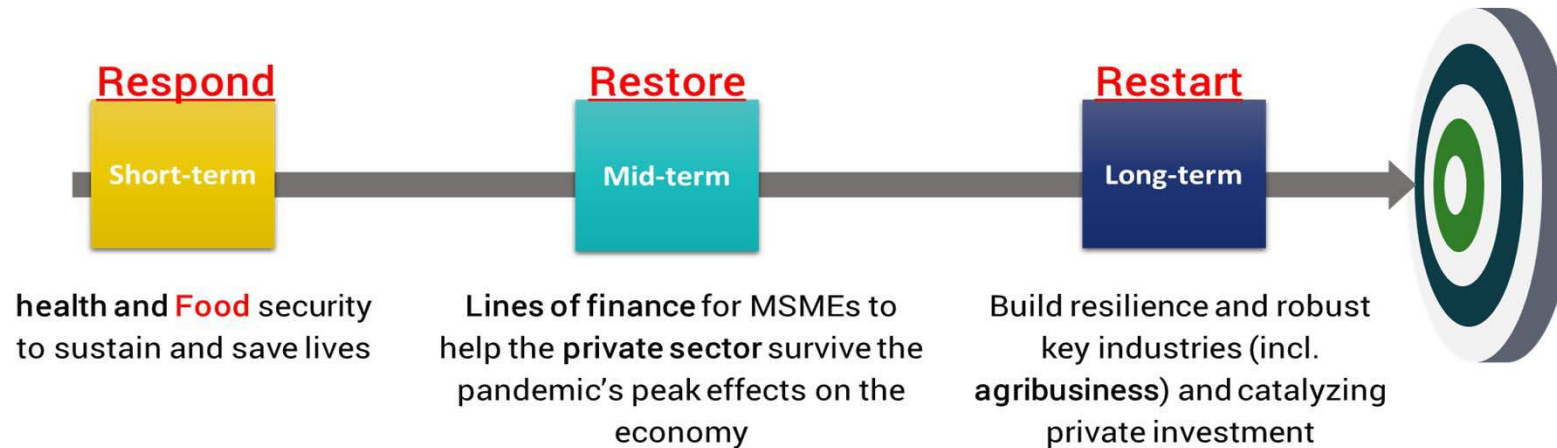 Respond
Short-term
health and Food security
to sustain and save lives
Restore
Mid-term
Lines of finance for MSMEs to
help the private sector survive the
pandemic's peak effects on the
economy
Restart
Long-term
Build resilience and robust
key industries (incl.
agribusiness) and catalyzing
private investment